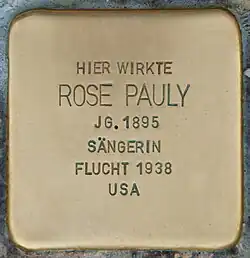 HIER WIRKTE
ROSE PAULY
JG. 1895
SÄNGERIN
FLUCHT 1938
USA